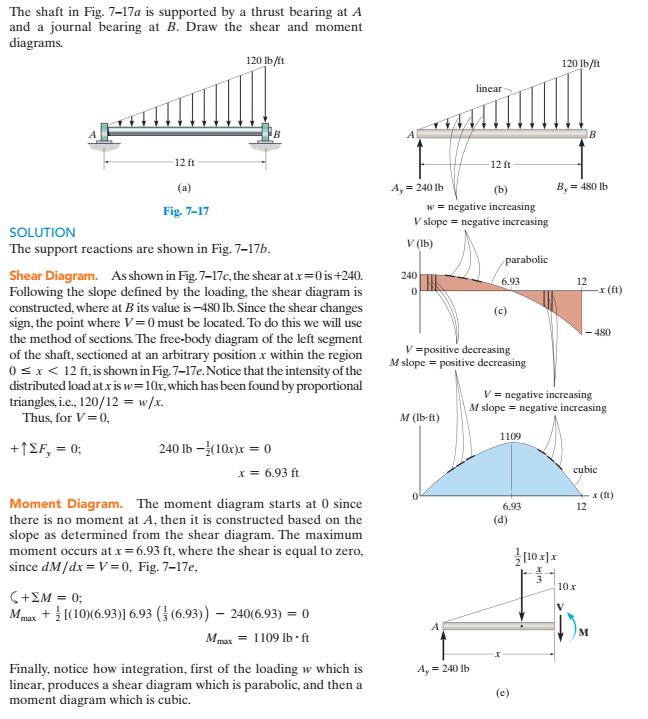 The shaft in Fig. 7–17a is supported by a thrust bearing at A
and a journal bearing at B. Draw the shear and moment
diagrams.
120 lb/ft
A
B
12 ft
(a)
Fig. 7–17
SOLUTION
The support reactions are shown in Fig. 7–17b.
Shear Diagram. As shown in Fig. 7–17c, the shear at x = 0 is +240.
Following the slope defined by the loading, the shear diagram is
constructed, where at B its value is −480 lb. Since the shear changes
sign, the point where V = 0 must be located. To do this we will use
the method of sections. The free-body diagram of the left segment
of the shaft, sectioned at an arbitrary position x within the region
0 ≤ x < 12 ft, is shown in Fig. 7–17e. Notice that the intensity of the
distributed load at x is w = 10x, which has been found by proportional
triangles, i.e., 120/12 = w/x.
Thus, for V = 0,
+↑ΣFy = 0; 240 lb − ½(10x)x = 0
x = 6.93 ft
Moment Diagram. The moment diagram starts at 0 since
there is no moment at A, then it is constructed based on the
slope as determined from the shear diagram. The maximum
moment occurs at x = 6.93 ft, where the shear is equal to zero,
since dM/dx = V = 0, Fig. 7–17e,
↺+ΣM = 0;
Mmax + ½ [(10)(6.93)] 6.93 (⅓ (6.93)) − 240(6.93) = 0
Mmax = 1109 lb · ft
Finally, notice how integration, first of the loading w which is
linear, produces a shear diagram which is parabolic, and then a
moment diagram which is cubic.
120 lb/ft
linear
A
B
12 ft
Ay = 240 lb
(b)
By = 480 lb
w = negative increasing
V slope = negative increasing
V (lb)
parabolic
240
0
6.93
12
x (ft)
(c)
− 480
V = positive decreasing
M slope = positive decreasing
V = negative increasing
M slope = negative increasing
M (lb·ft)
1109
cubic
0
6.93
12
x (ft)
(d)
½ [10 x] x
x/3
10 x
V
A
M
x
Ay = 240 lb
(e)